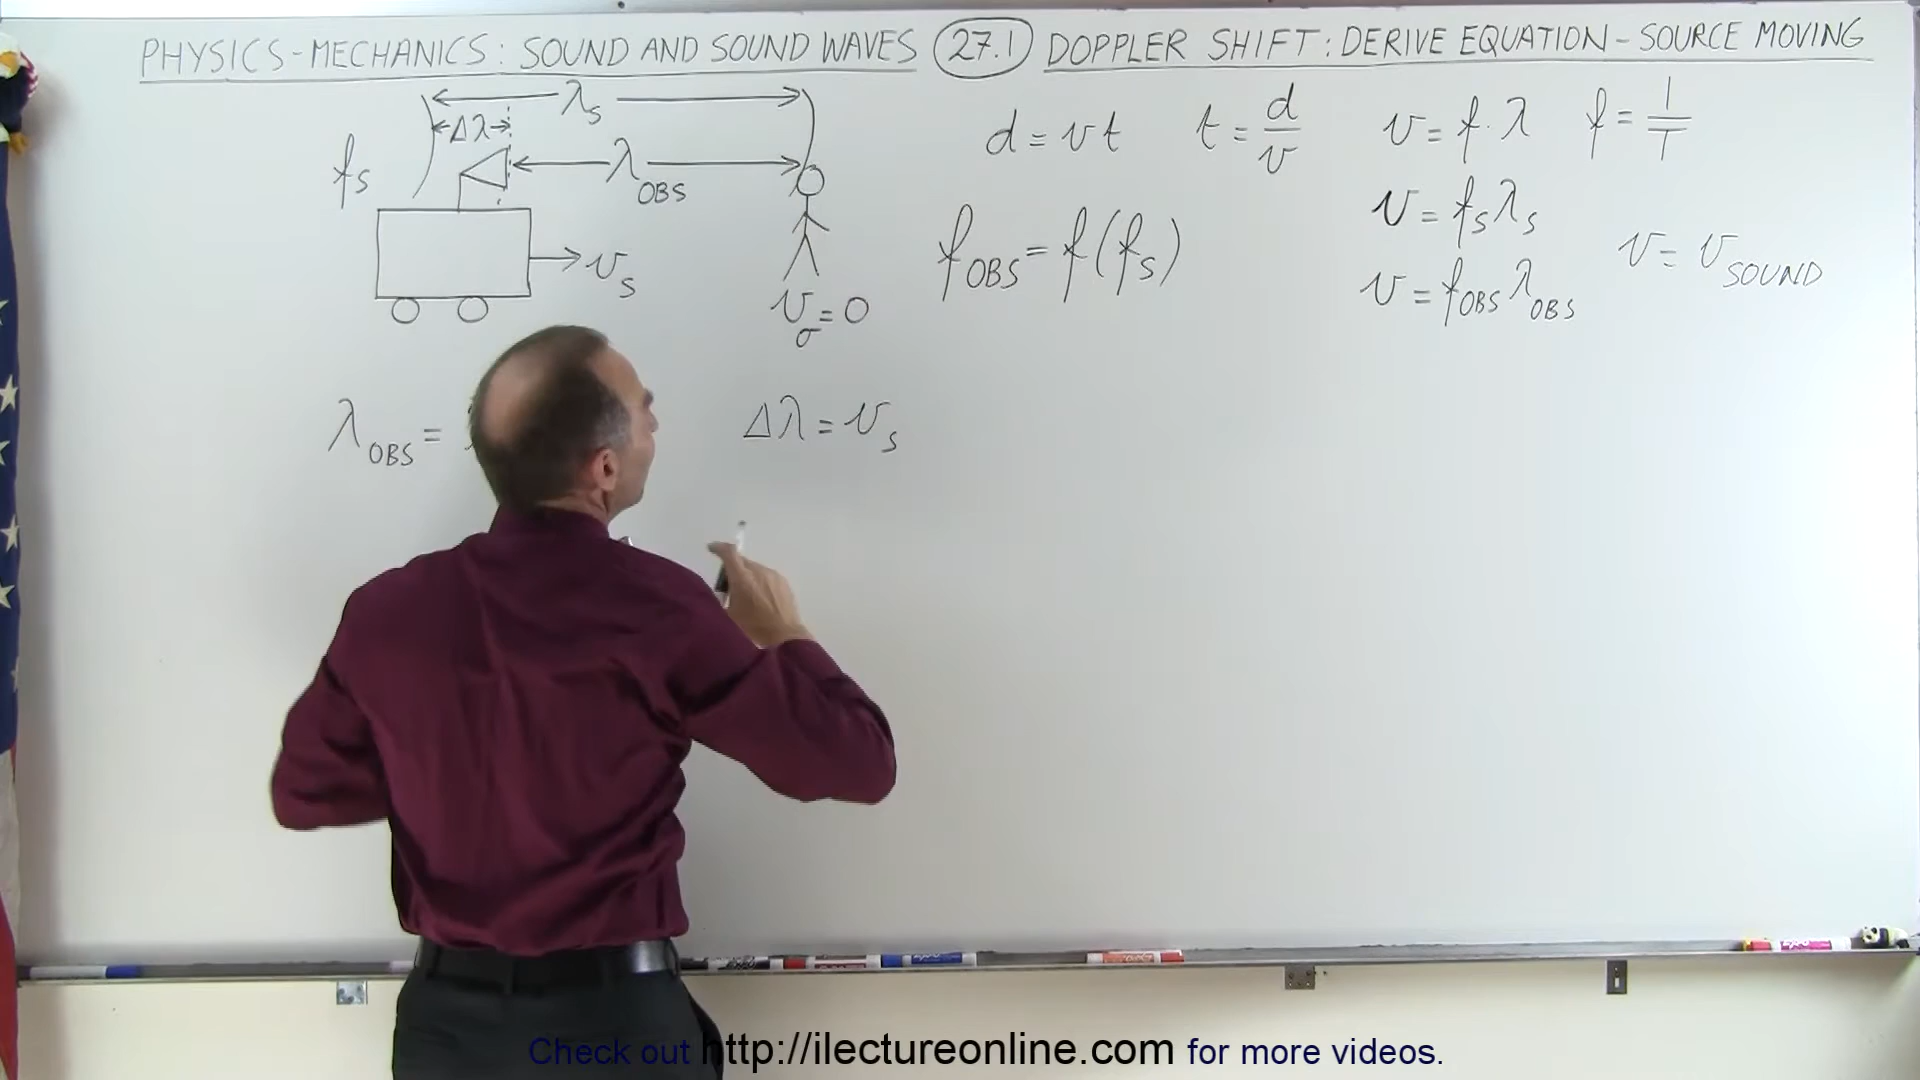 PHYSICS-MECHANICS: SOUND AND SOUND WAVES 27.1 DOPPLER SHIFT: DERIVE EQUATION - SOURCE MOVING
λS
Δλ
fS
λOBS
vS
vo = 0
d = vt t = d/v v = f·λ f = 1/T
fOBS = f(fS)
v = fSλS
v = vSOUND
v = fOBSλOBS
λOBS =
Δλ = vS
Check out http://ilectureonline.com for more videos.